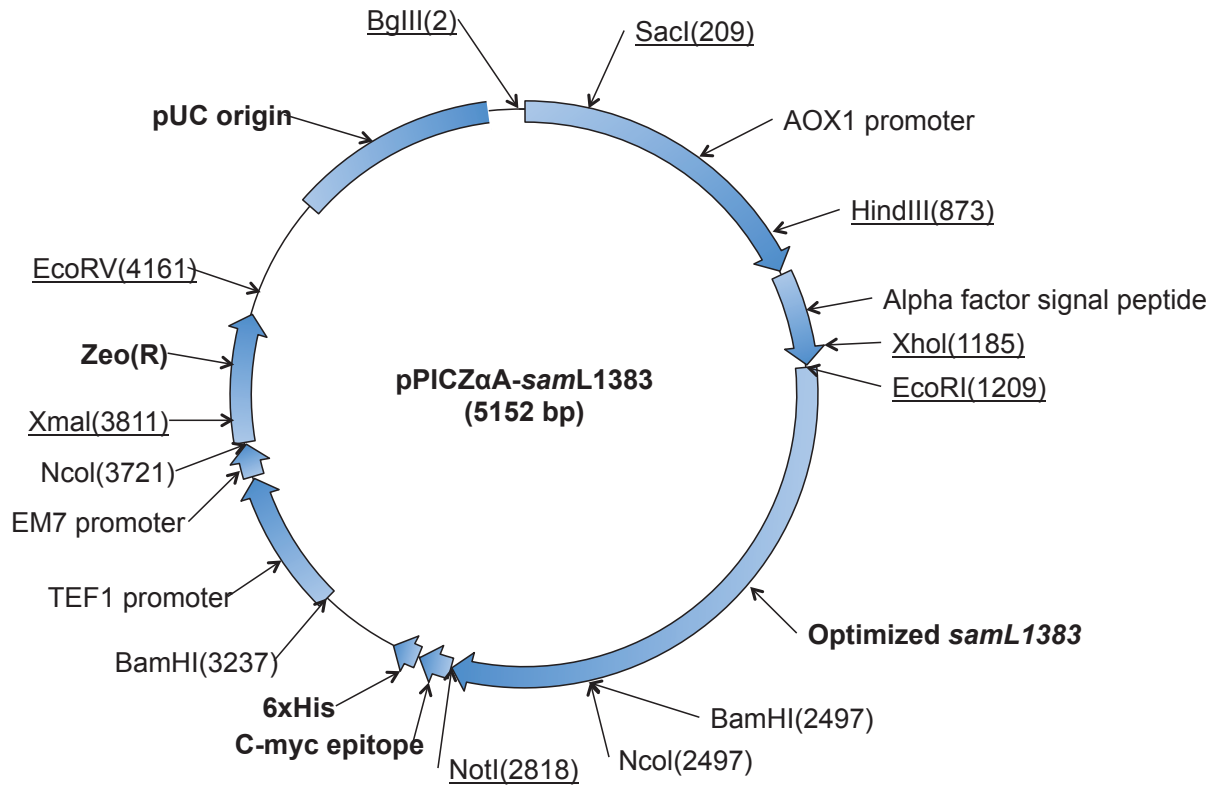 BglII(2)
SacI(209)
pUC origin
AOX1 promoter
HindIII(873)
EcoRV(4161)
Alpha factor signal peptide
Zeo(R)
XhoI(1185)
pPICZαA-samL1383
(5152 bp)
EcoRI(1209)
XmaI(3811)
NcoI(3721)
EM7 promoter
TEF1 promoter
Optimized samL1383
BamHI(3237)
6xHis
BamHI(2497)
C-myc epitope
NotI(2818)
NcoI(2497)